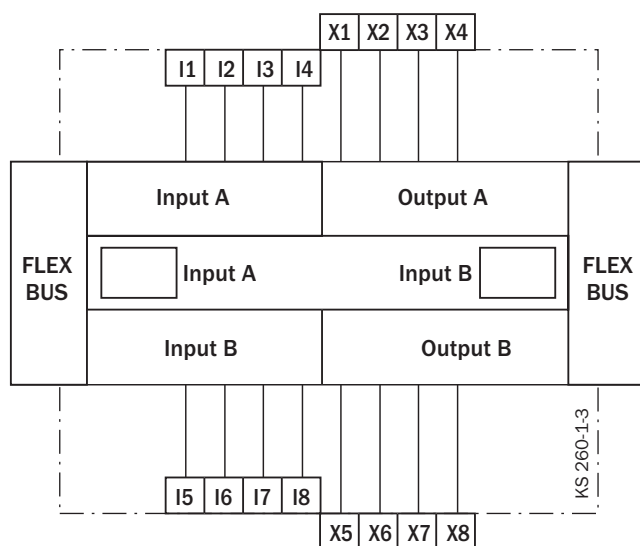 X1 X2 X3 X4
I1 I2 I3 I4
Input A Output A
FLEX
BUS
Input A Input B
FLEX
BUS
Input B Output B
KS 260-1-3
I5 I6 I7 I8
X5 X6 X7 X8